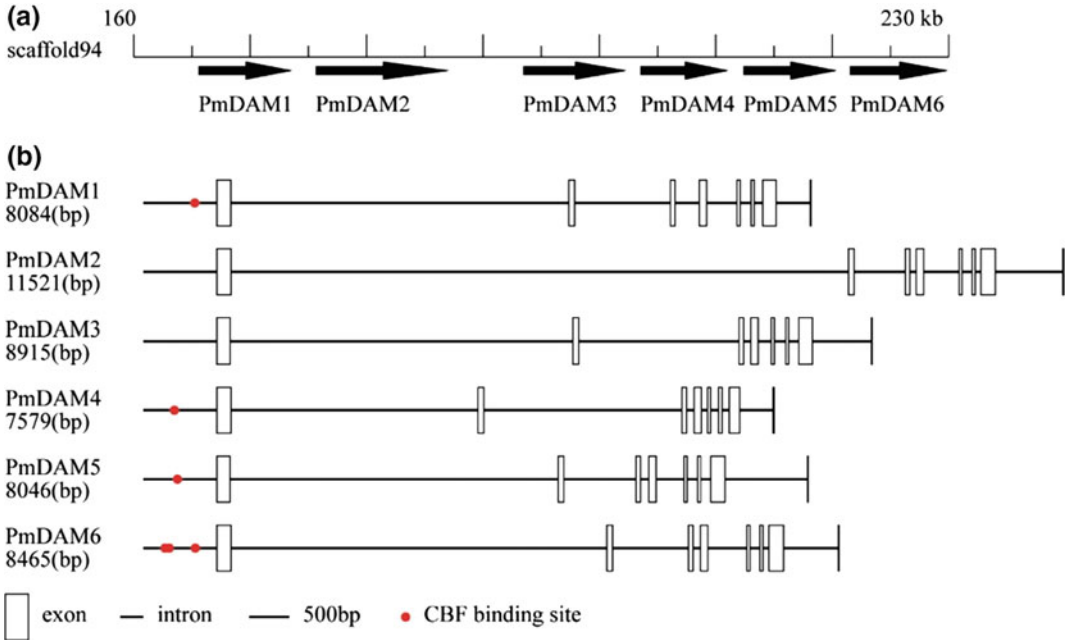 (a)
160 230 kb
scaffold94
PmDAM1 PmDAM2 PmDAM3 PmDAM4 PmDAM5 PmDAM6
(b)
PmDAM1
8084(bp)
PmDAM2
11521(bp)
PmDAM3
8915(bp)
PmDAM4
7579(bp)
PmDAM5
8046(bp)
PmDAM6
8465(bp)
exon intron 500bp CBF binding site